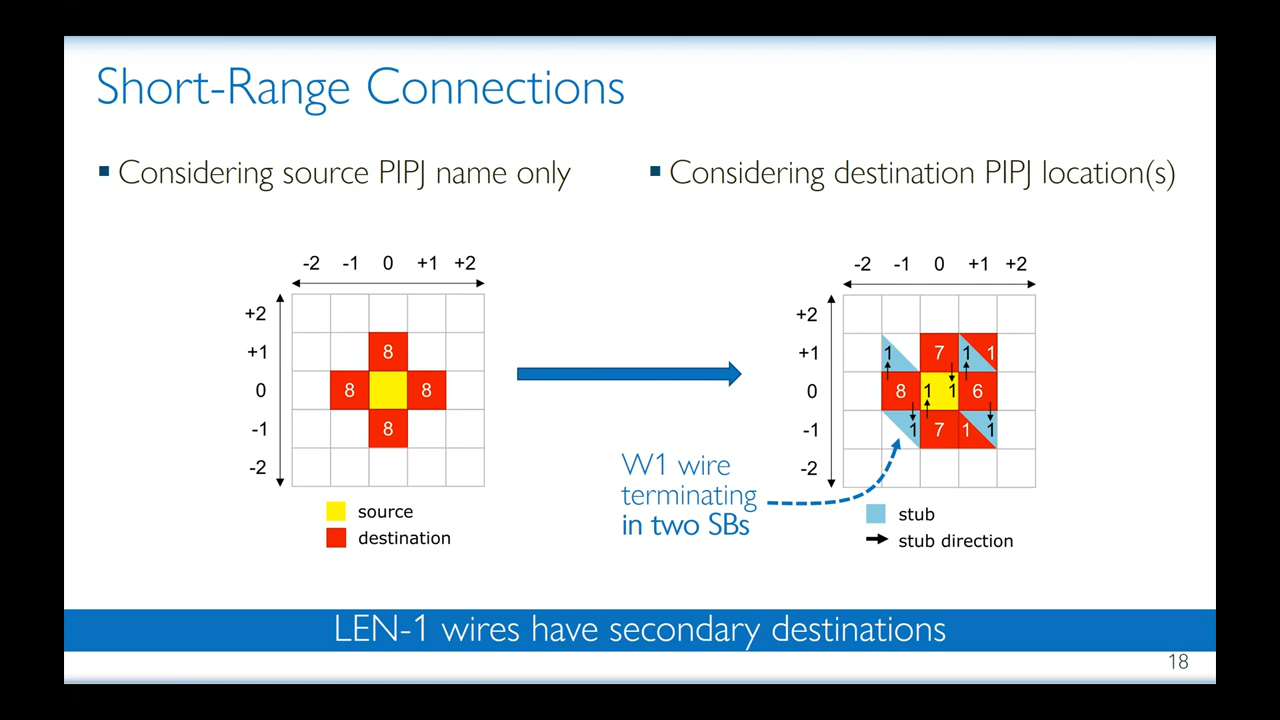 Short-Range Connections
▪ Considering source PIPJ name only
▪ Considering destination PIPJ location(s)
-2 -1 0 +1 +2
+2
+1 8
0 8 8
-1 8
-2
source
destination
-2 -1 0 +1 +2
+2
+1 1 7 1 1
0 8 1 1 6
-1 1 7 1 1
-2
W1 wire
terminating
in two SBs
stub
stub direction
LEN-1 wires have secondary destinations
18